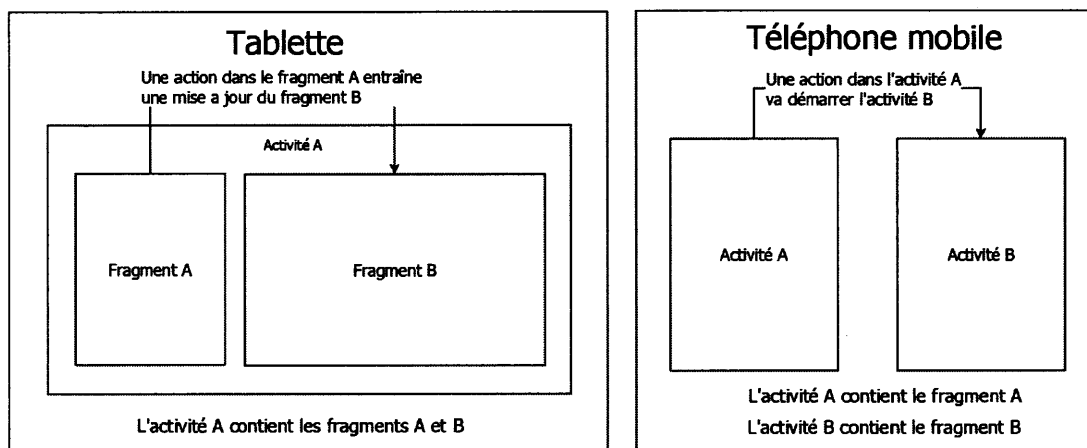 Tablette
Une action dans le fragment A entraîne
une mise a jour du fragment B
Activité A
Fragment A
Fragment B
L'activité A contient les fragments A et B
Téléphone mobile
Une action dans l'activité A
va démarrer l'activité B
Activité A
Activité B
L'activité A contient le fragment A
L'activité B contient le fragment B